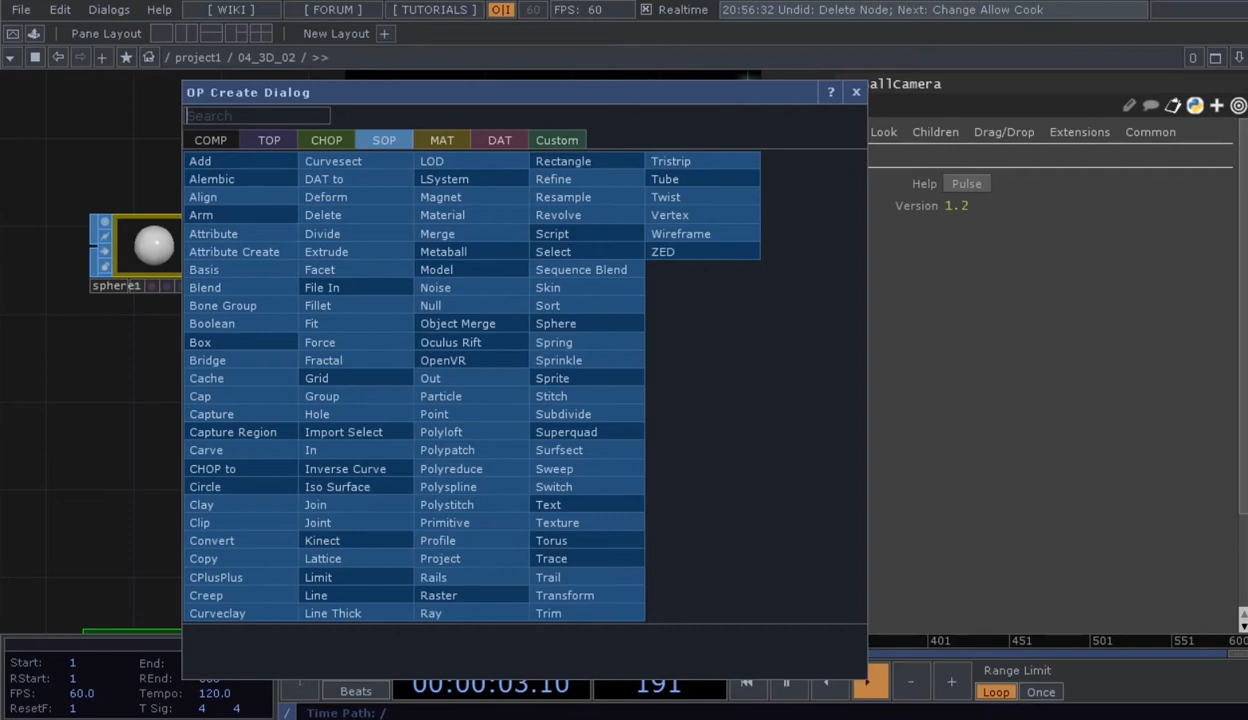 File Edit Dialogs Help [ WIKI ] [ FORUM ] [ TUTORIALS ] O|I 60 FPS: 60 Realtime 20:56:32 Undid: Delete Node; Next: Change Allow Cook
Pane Layout New Layout +
/ project1 / 04_3D_02 / >> 0
allCamera
OP Create Dialog ? x
Search
COMP TOP CHOP SOP MAT DAT Custom
Look Children Drag/Drop Extensions Common
Help Pulse
Version 1.2
sphere1
Add Curvesect LOD Rectangle Tristrip
Alembic DAT to LSystem Refine Tube
Align Deform Magnet Resample Twist
Arm Delete Material Revolve Vertex
Attribute Divide Merge Script Wireframe
Attribute Create Extrude Metaball Select ZED
Basis Facet Model Sequence Blend
Blend File In Noise Skin
Bone Group Fillet Null Sort
Boolean Fit Object Merge Sphere
Box Force Oculus Rift Spring
Bridge Fractal OpenVR Sprinkle
Cache Grid Out Sprite
Cap Group Particle Stitch
Capture Hole Point Subdivide
Capture Region Import Select Polyloft Superquad
Carve In Polypatch Surfsect
CHOP to Inverse Curve Polyreduce Sweep
Circle Iso Surface Polyspline Switch
Clay Join Polystitch Text
Clip Joint Primitive Texture
Convert Kinect Profile Torus
Copy Lattice Project Trace
CPlusPlus Limit Rails Trail
Creep Line Raster Transform
Curveclay Line Thick Ray Trim
401 451 501 551 600
Start: 1 End:
RStart: 1 REnd:
FPS: 60.0 Tempo: 120.0
ResetF: 1 T Sig: 4 4
Beats 00:00:03.10 191 - +
Range Limit
Loop Once
/ Time Path: /